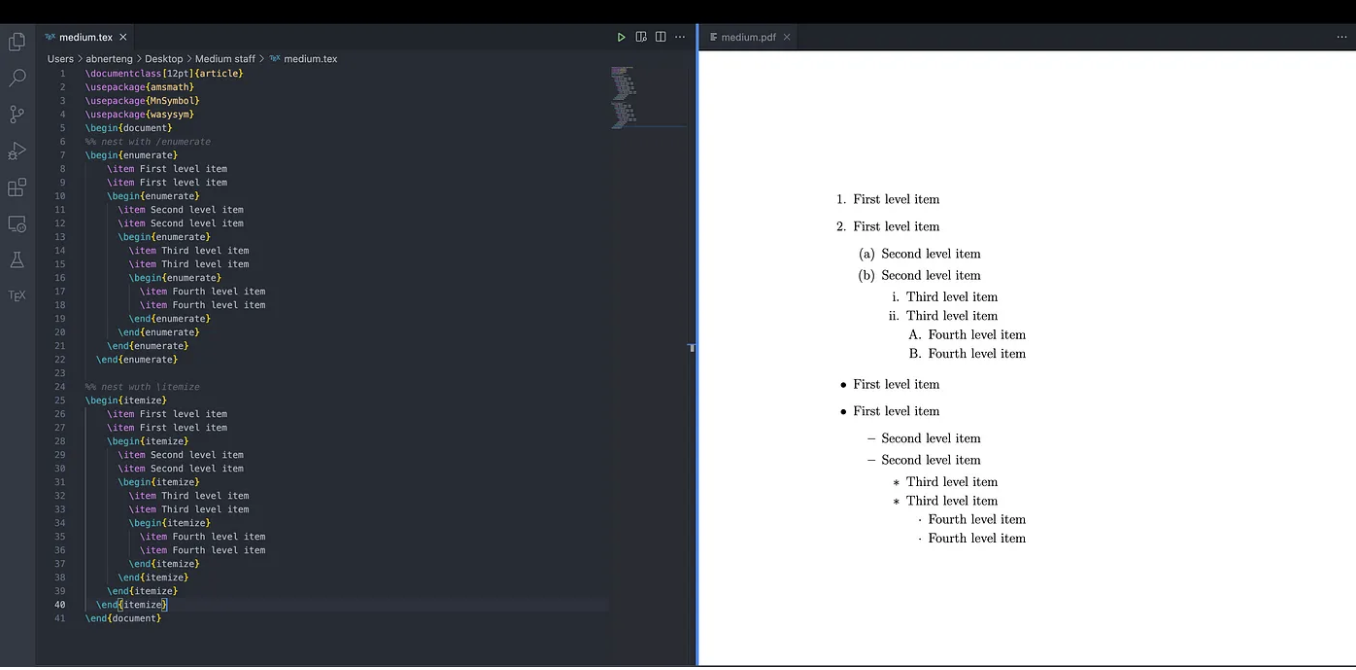 medium.tex
Users > abnerteng > Desktop > Medium staff > TEX medium.tex
1 \documentclass[12pt]{article}
2 \usepackage{amsmath}
3 \usepackage{MnSymbol}
4 \usepackage{wasysym}
5 \begin{document}
6 %% nest with /enumerate
7 \begin{enumerate}
8 \item First level item
9 \item First level item
10 \begin{enumerate}
11 \item Second level item
12 \item Second level item
13 \begin{enumerate}
14 \item Third level item
15 \item Third level item
16 \begin{enumerate}
17 \item Fourth level item
18 \item Fourth level item
19 \end{enumerate}
20 \end{enumerate}
21 \end{enumerate}
22 \end{enumerate}
23
24 %% nest wuth \itemize
25 \begin{itemize}
26 \item First level item
27 \item First level item
28 \begin{itemize}
29 \item Second level item
30 \item Second level item
31 \begin{itemize}
32 \item Third level item
33 \item Third level item
34 \begin{itemize}
35 \item Fourth level item
36 \item Fourth level item
37 \end{itemize}
38 \end{itemize}
39 \end{itemize}
40 \end{itemize}
41 \end{document}
TEX
medium.pdf
1. First level item
2. First level item
(a) Second level item
(b) Second level item
i. Third level item
ii. Third level item
A. Fourth level item
B. Fourth level item
• First level item
• First level item
– Second level item
– Second level item
* Third level item
* Third level item
· Fourth level item
· Fourth level item